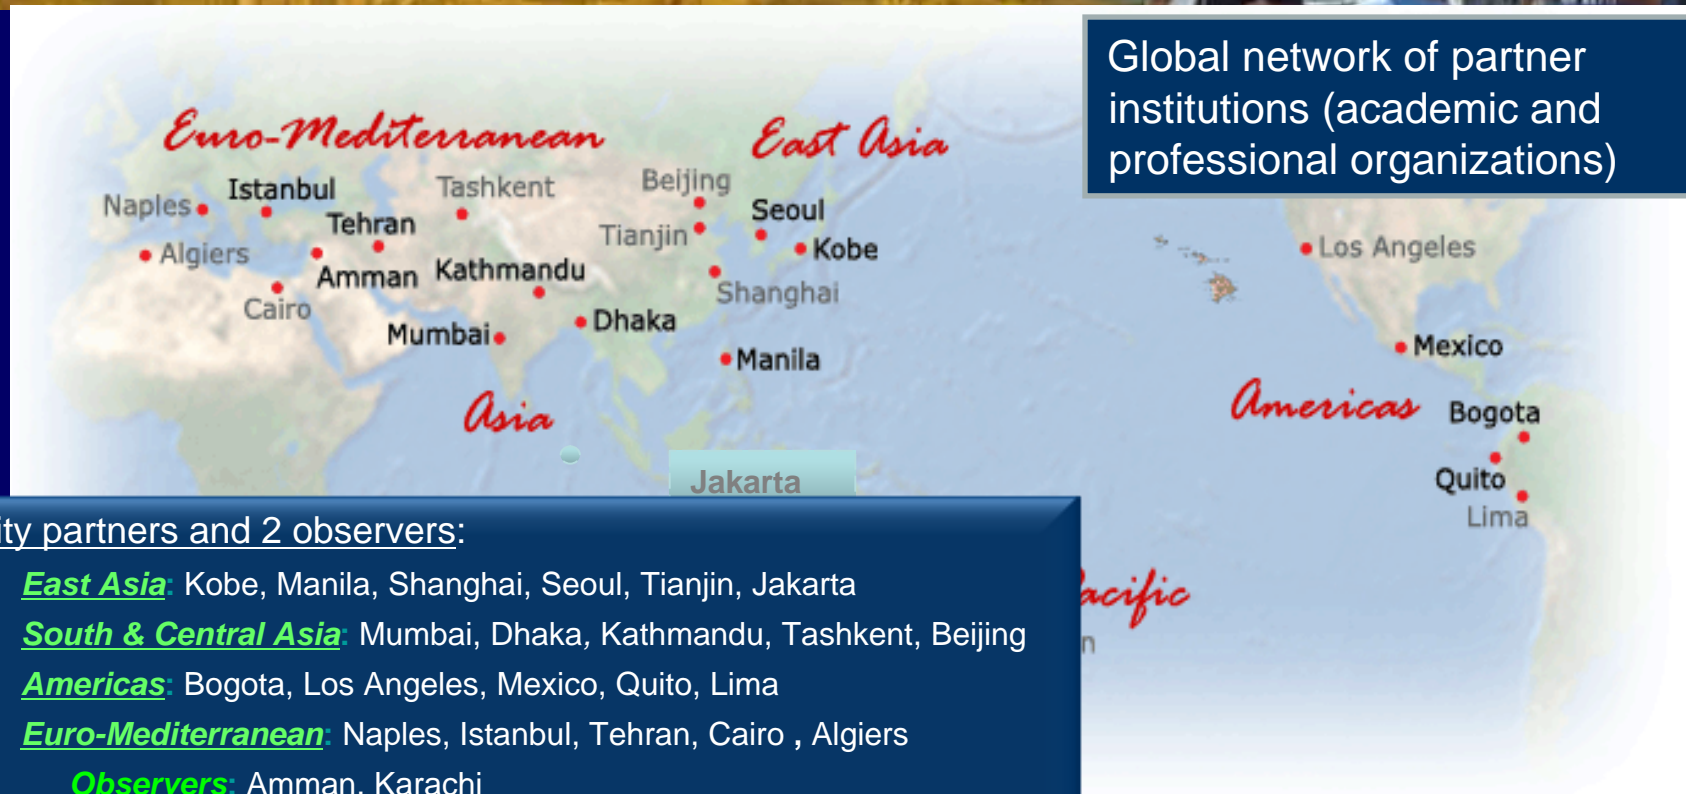 Global network of partner
institutions (academic and
professional organizations)
Euro-Mediterranean
East Asia
Naples
Istanbul
Tashkent
Beijing
Seoul
Tehran
Tianjin
Kobe
Algiers
Los Angeles
Amman
Kathmandu
Shanghai
Cairo
Mumbai
Dhaka
Manila
Mexico
Asia
Americas
Bogota
Jakarta
Quito
Lima
ity partners and 2 observers:
East Asia: Kobe, Manila, Shanghai, Seoul, Tianjin, Jakarta
acific
South & Central Asia: Mumbai, Dhaka, Kathmandu, Tashkent, Beijing
n
Americas: Bogota, Los Angeles, Mexico, Quito, Lima
Euro-Mediterranean: Naples, Istanbul, Tehran, Cairo , Algiers
Observers: Amman, Karachi